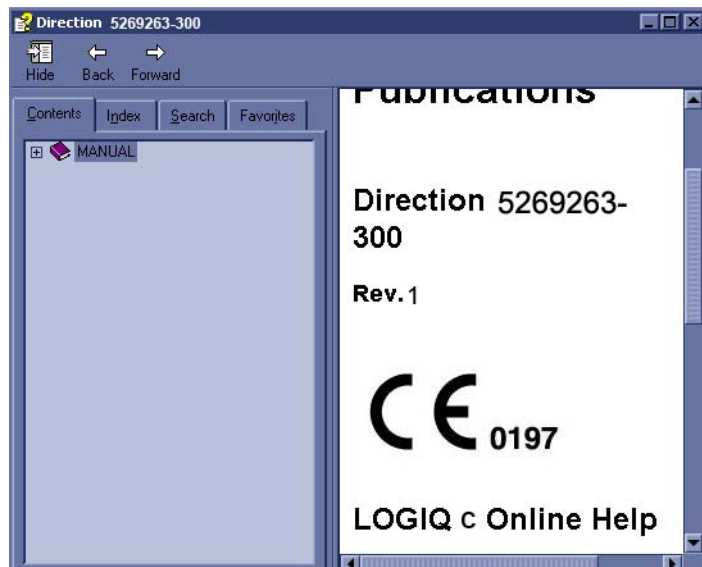 Direction 5269263-300
Hide Back Forward
Contents Index Search Favorites
MANUAL
Publications
Direction 5269263-
300
Rev. 1
CE 0197
LOGIQ c Online Help